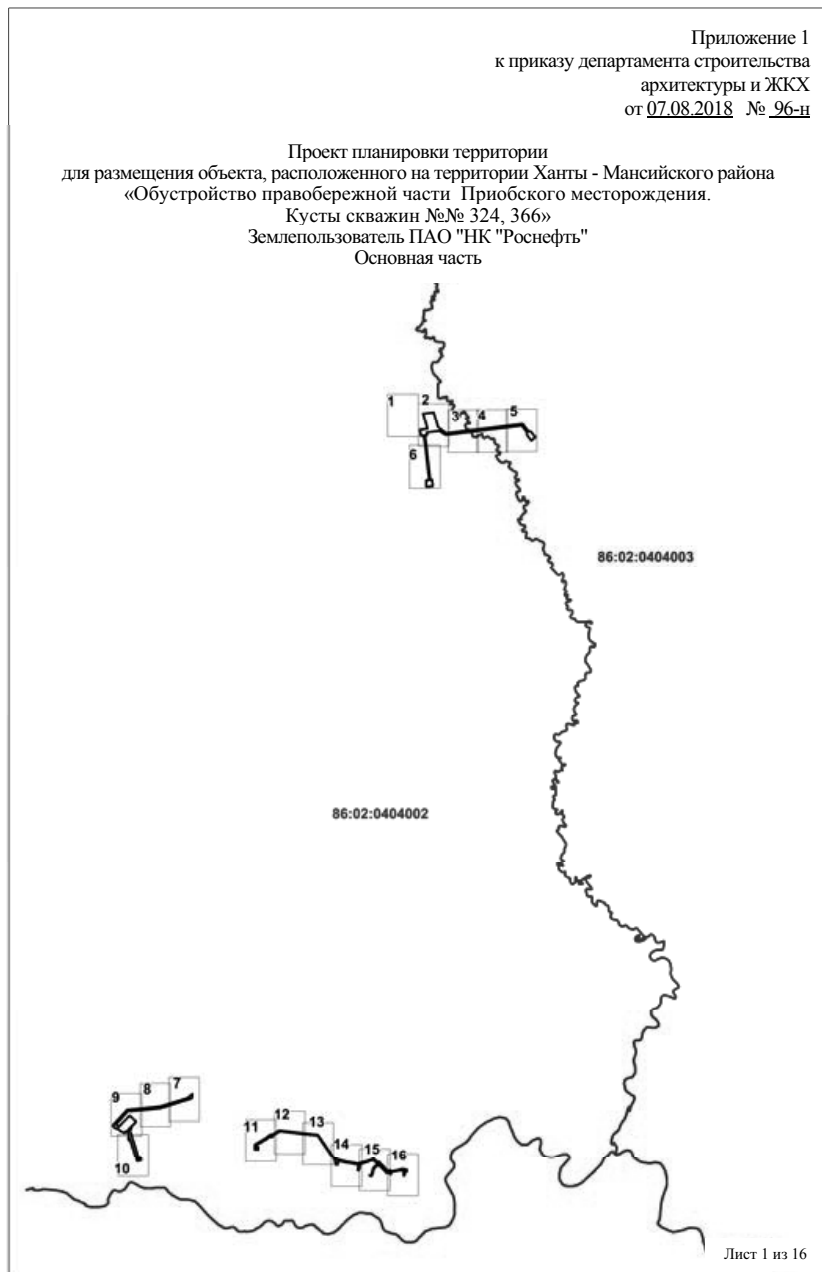 Приложение 1
к приказу департамента строительства
архитектуры и ЖКХ
от 07.08.2018 № 96-н
Проект планировки территории
для размещения объекта, расположенного на территории Ханты - Мансийского района
«Обустройство правобережной части Приобского месторождения.
Кусты скважин №№ 324, 366»
Землепользователь ПАО "НК "Роснефть"
Основная часть
1
2
3
4
5
6
86:02:0404003
86:02:0404002
7
8
9
10
11
12
13
14
15
16
Лист 1 из 16